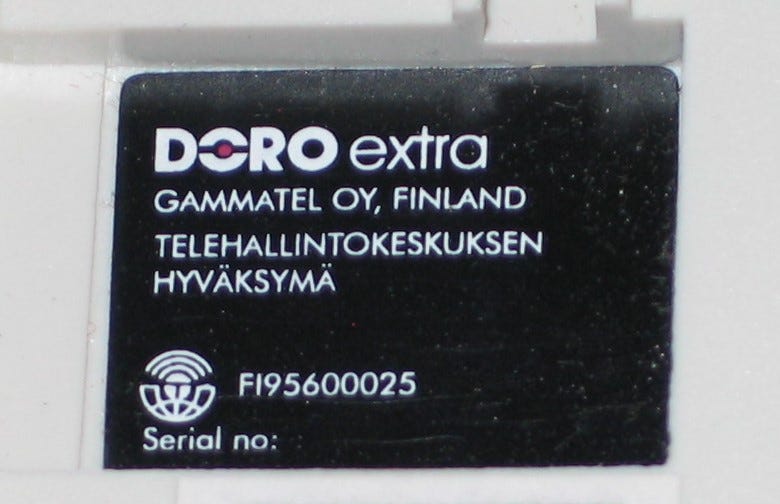 DORO extra
GAMMATEL OY, FINLAND
TELEHALLINTOKESKUKSEN
HYVÄKSYMÄ
FI95600025
Serial no: